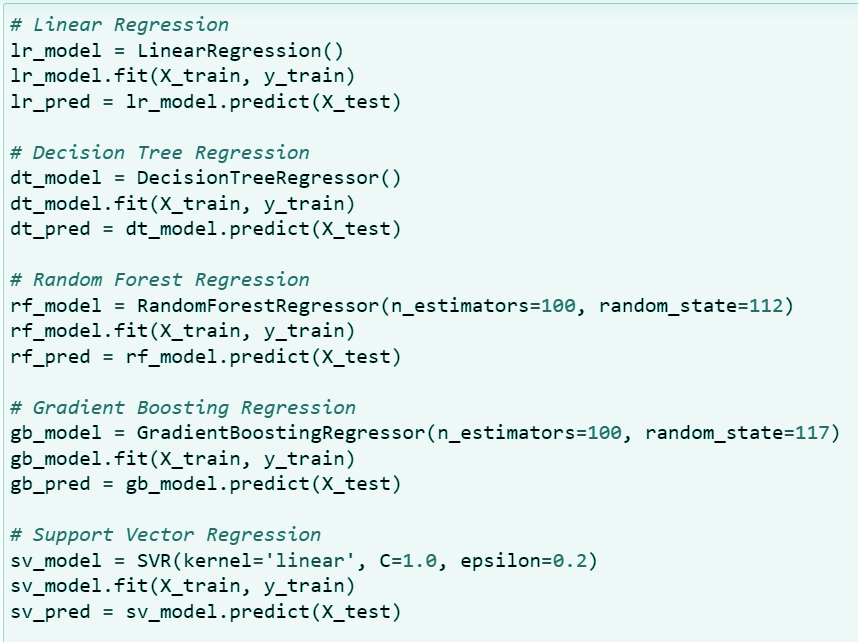 # Linear Regression
lr_model = LinearRegression()
lr_model.fit(X_train, y_train)
lr_pred = lr_model.predict(X_test)

# Decision Tree Regression
dt_model = DecisionTreeRegressor()
dt_model.fit(X_train, y_train)
dt_pred = dt_model.predict(X_test)

# Random Forest Regression
rf_model = RandomForestRegressor(n_estimators=100, random_state=112)
rf_model.fit(X_train, y_train)
rf_pred = rf_model.predict(X_test)

# Gradient Boosting Regression
gb_model = GradientBoostingRegressor(n_estimators=100, random_state=117)
gb_model.fit(X_train, y_train)
gb_pred = gb_model.predict(X_test)

# Support Vector Regression
sv_model = SVR(kernel='linear', C=1.0, epsilon=0.2)
sv_model.fit(X_train, y_train)
sv_pred = sv_model.predict(X_test)